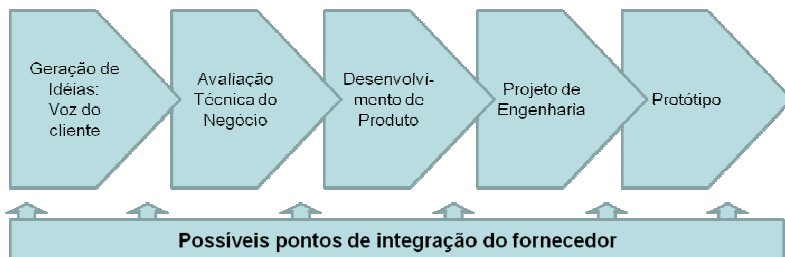 Geração de
Idéias:
Voz do
cliente
Avaliação
Técnica do
Negócio
Desenvolvi-
mento de
Produto
Projeto de
Engenharia
Protótipo
Possíveis pontos de integração do fornecedor